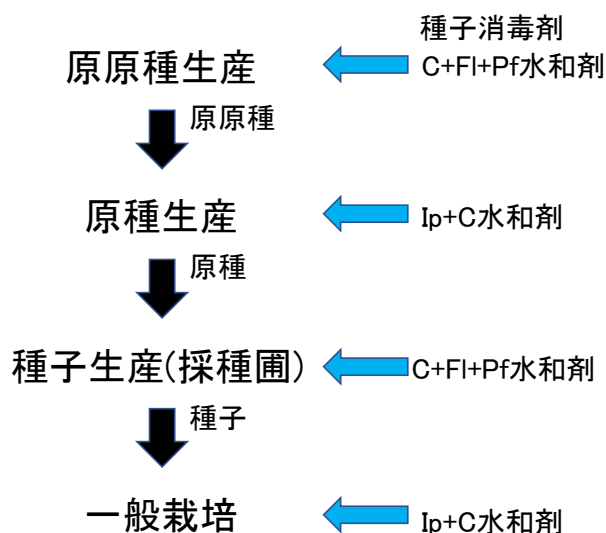 種子消毒剤
原原種生産
C+Fl+Pf水和剤
原原種
原種生産
Ip+C水和剤
原種
種子生産(採種圃)
C+Fl+Pf水和剤
種子
一般栽培
Ip+C水和剤